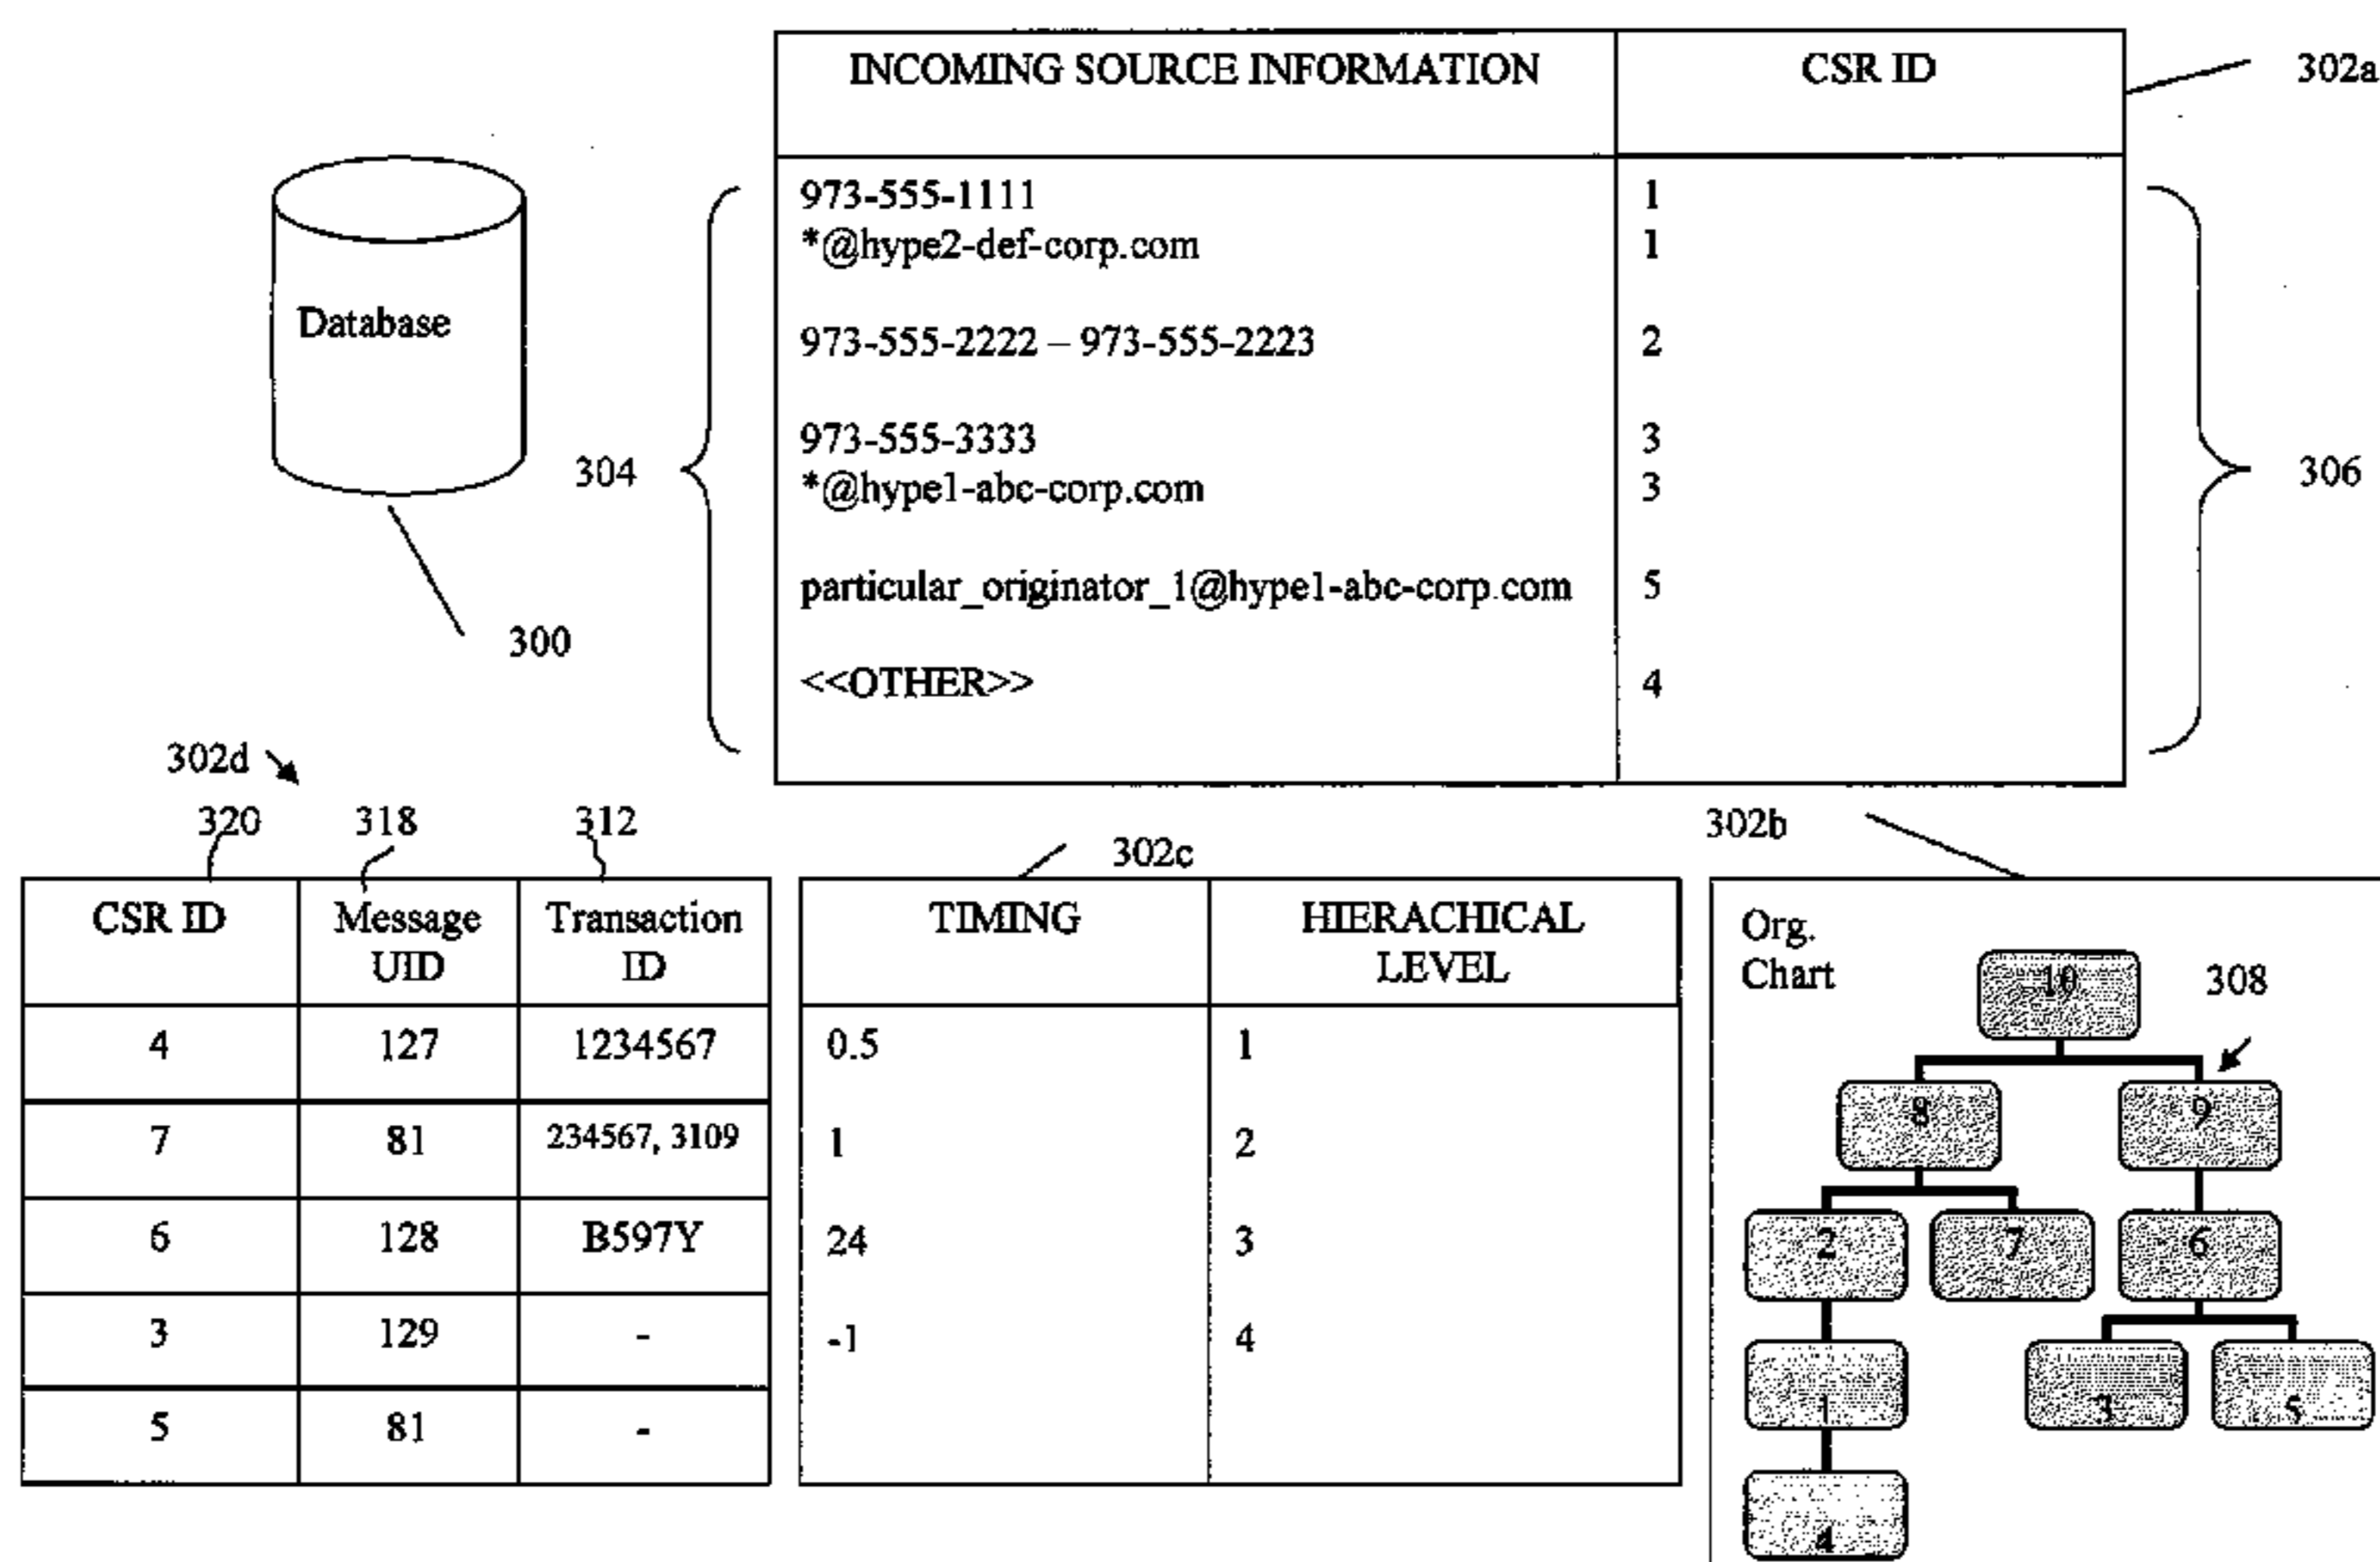 INCOMING SOURCE INFORMATION CSR ID 302a
973-555-1111 1
*@hype2-def-corp.com 1
Database
973-555-2222 – 973-555-2223 2
973-555-3333 3
304 *@hype1-abc-corp.com 3 306
particular_originator_1@hype1-abc-corp.com 5
300
<<OTHER>> 4
302d
320 318 312 302c 302b
CSR ID Message UID Transaction ID
4 127 1234567
7 81 234567, 3109
6 128 B597Y
3 129 -
5 81 -
TIMING HIERACHICAL LEVEL
0.5 1
1 2
24 3
-1 4
Org.
Chart
10 308
8 9
2 7 6
1 3 5
4